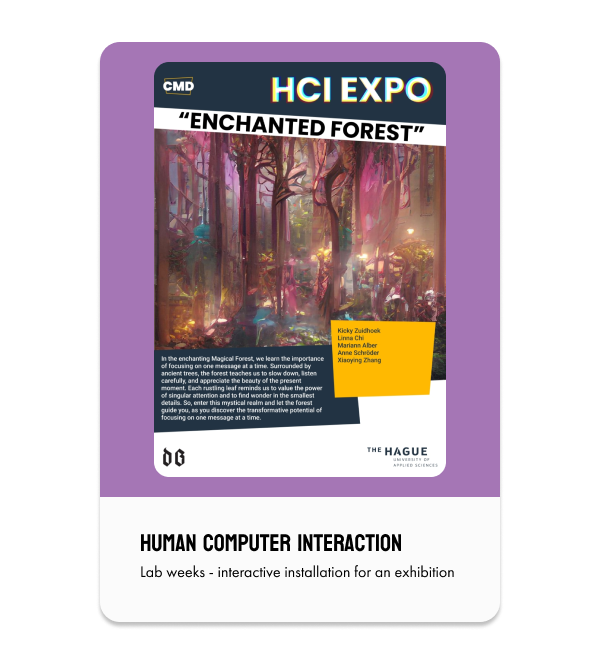 CMD
HCI EXPO
“ENCHANTED FOREST”
Kicky Zuidhoek
Linna Chi
Mariann Alber
Anne Schröder
Xiaoying Zhang
In the enchanting Magical Forest, we learn the importance
of focusing on one message at a time. Surrounded by
ancient trees, the forest teaches us to slow down, listen
carefully, and appreciate the beauty of the present
moment. Each rustling leaf reminds us to value the power
of singular attention and to find wonder in the smallest
details. So, enter this mystical realm and let the forest
guide you, as you discover the transformative potential of
focusing on one message at a time.
THE HAGUE
UNIVERSITY OF
APPLIED SCIENCES
HUMAN COMPUTER INTERACTION
Lab weeks - interactive installation for an exhibition